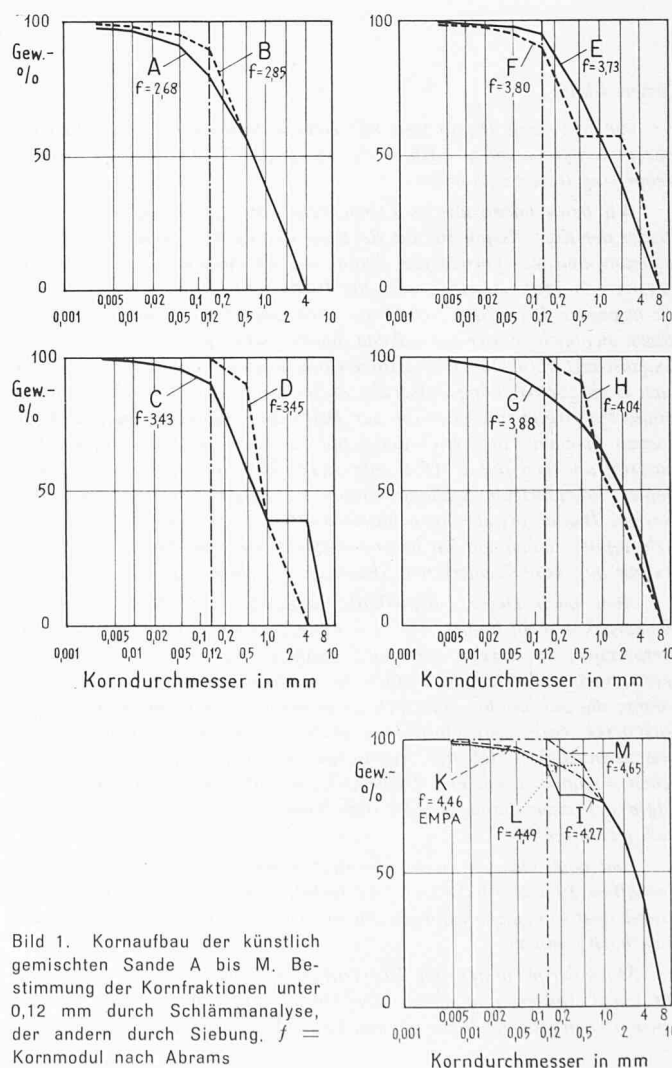 100
Gew.-
%
50
0
A
f=2,68
B
f=2,85
0,005 0,02 0,1 0,2 1,0 4
0,001 0,01 0,05 0,12 0,5 2 10
100
50
0
F
f=3,80
E
f=3,73
0,005 0,02 0,1 0,2 1,0 4 8
0,001 0,01 0,05 0,12 0,5 2 10
100
Gew.-
%
50
0
C
f=3,43
D
f=3,45
0,005 0,02 0,1 0,2 1,0 4 8
0,001 0,01 0,05 0,12 0,5 2 10
Korndurchmesser in mm
100
50
0
G
f=3,88
H
f=4,04
0,005 0,02 0,1 0,2 1,0 4 8
0,001 0,01 0,05 0,12 0,5 2 10
100
Gew.-
%
50
0
K
f=4,46
EMPA
L
f=4,49
I
f=4,27
M
f=4,65
0,005 0,02 0,1 0,2 1,0 4 8
0,001 0,01 0,05 0,12 0,5 2 10
Korndurchmesser in mm
Bild 1. Kornaufbau der künstlich
gemischten Sande A bis M. Be-
stimmung der Kornfraktionen unter
0,12 mm durch Schlämmanalyse,
der andern durch Siebung. f =
Kornmodul nach Abrams